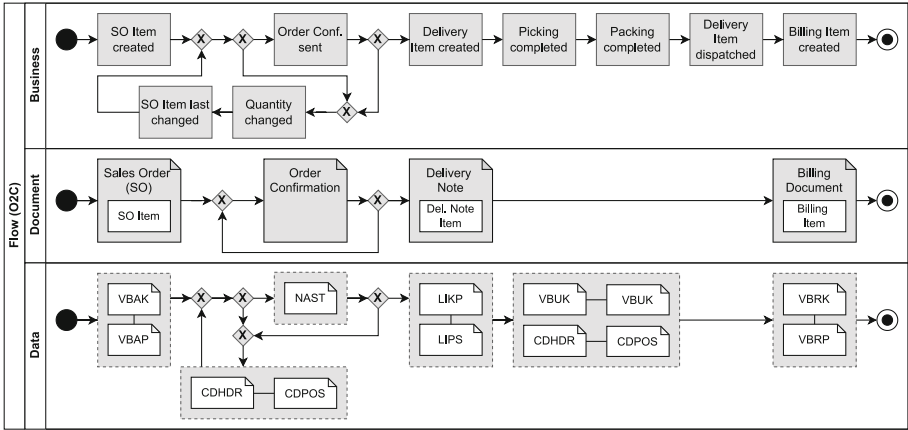 Flow (O2C)
Business
SO Item
created
X
X
Order Conf.
sent
X
Delivery
Item created
Picking
completed
Packing
completed
Delivery
Item
dispatched
Billing Item
created
SO Item last
changed
Quantity
changed
X
Document
Sales Order
(SO)
SO Item
X
Order
Confirmation
X
Delivery
Note
Del. Note
Item
Billing
Document
Billing
Item
Data
VBAK
VBAP
X
X
NAST
X
X
CDHDR
CDPOS
LIKP
LIPS
VBUK
VBUK
CDHDR
CDPOS
VBRK
VBRP